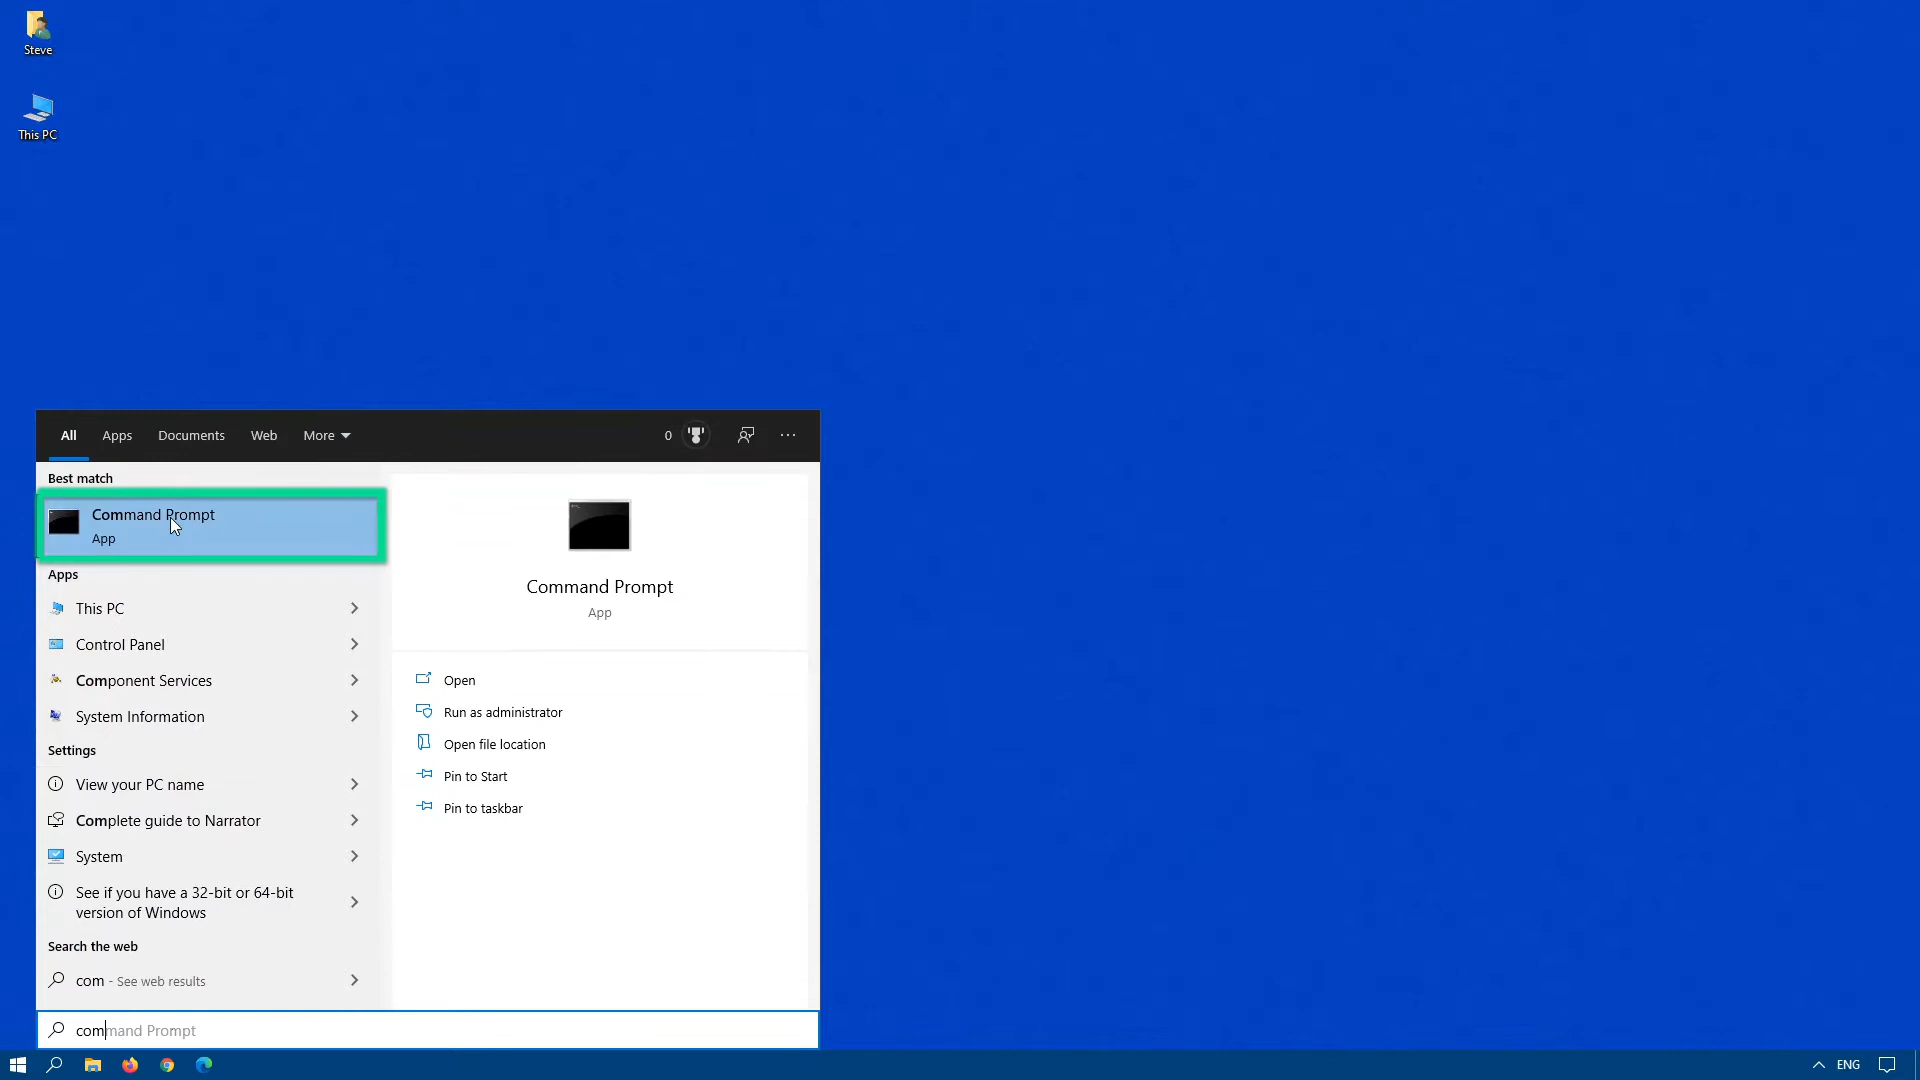 Steve
This PC
All Apps Documents Web More 0 ...
Best match
Command Prompt
App
Apps
This PC
Control Panel
Component Services
System Information
Settings
View your PC name
Complete guide to Narrator
System
See if you have a 32-bit or 64-bit
version of Windows
Search the web
com - See web results
Command Prompt
App
Open
Run as administrator
Open file location
Pin to Start
Pin to taskbar
command Prompt
ENG